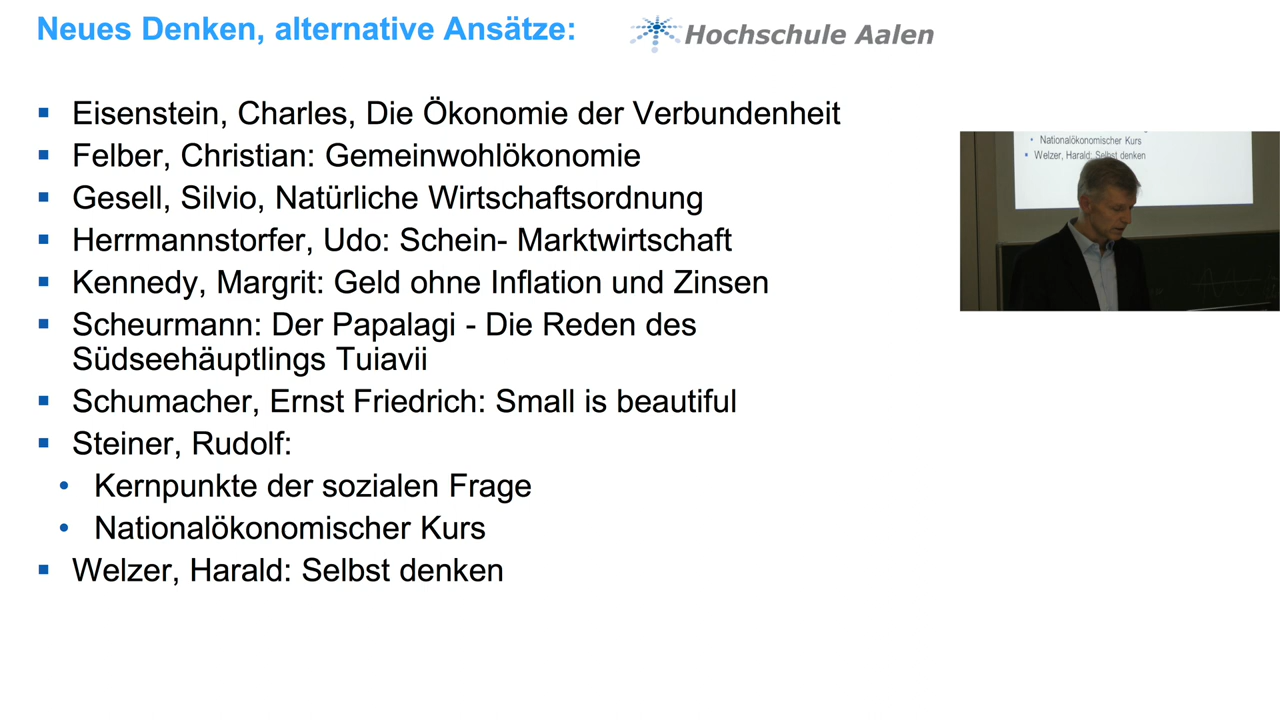 Neues Denken, alternative Ansätze:
Hochschule Aalen
▪ Eisenstein, Charles, Die Ökonomie der Verbundenheit
▪ Felber, Christian: Gemeinwohlökonomie
▪ Gesell, Silvio, Natürliche Wirtschaftsordnung
▪ Herrmannstorfer, Udo: Schein- Marktwirtschaft
▪ Kennedy, Margrit: Geld ohne Inflation und Zinsen
▪ Scheurmann: Der Papalagi - Die Reden des
Südseehäuptlings Tuiavii
▪ Schumacher, Ernst Friedrich: Small is beautiful
▪ Steiner, Rudolf:
• Kernpunkte der sozialen Frage
• Nationalökonomischer Kurs
▪ Welzer, Harald: Selbst denken
• Nationalökonomischer Kurs
▪ Welzer, Harald: Selbst denken